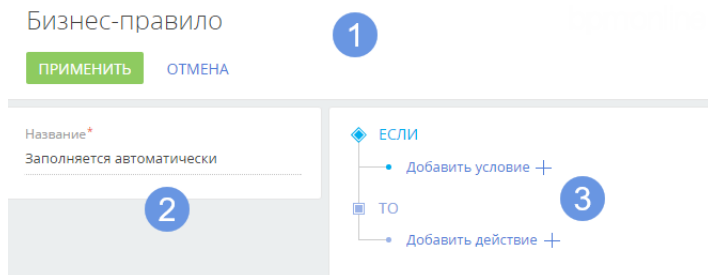 Бизнес-правило
1
ПРИМЕНИТЬ ОТМЕНА
Название*
Заполняется автоматически
2
ЕСЛИ
Добавить условие +
3
ТО
Добавить действие +